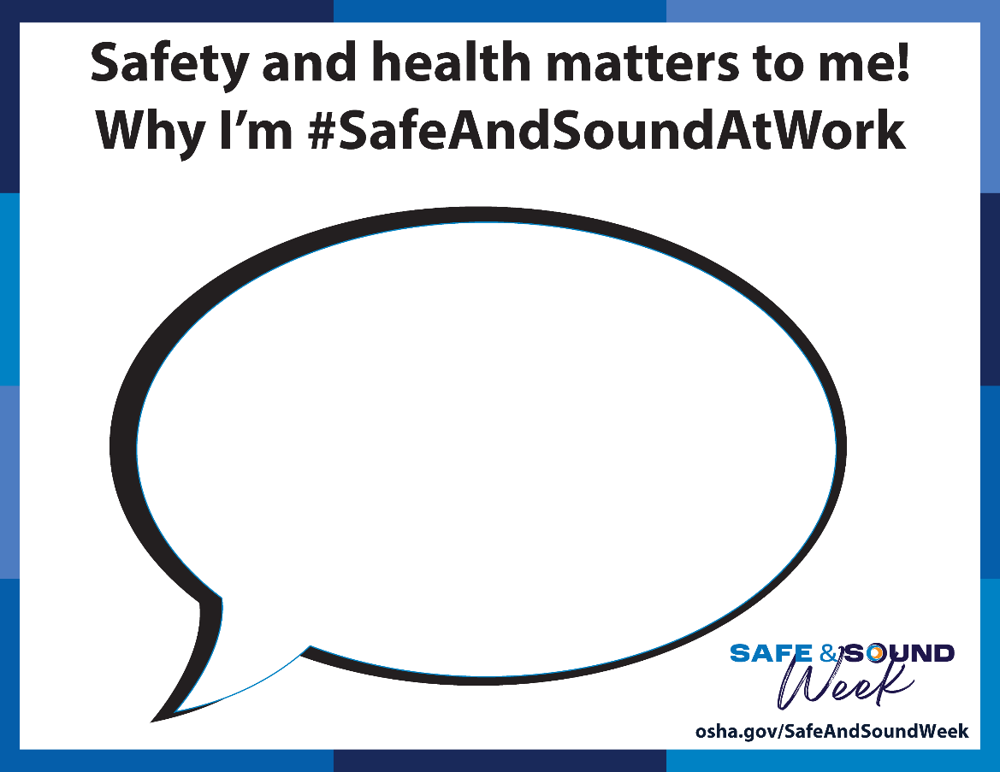 Safety and health matters to me!
Why I’m #SafeAndSoundAtWork
SAFE & SOUND
Week
osha.gov/SafeAndSoundWeek